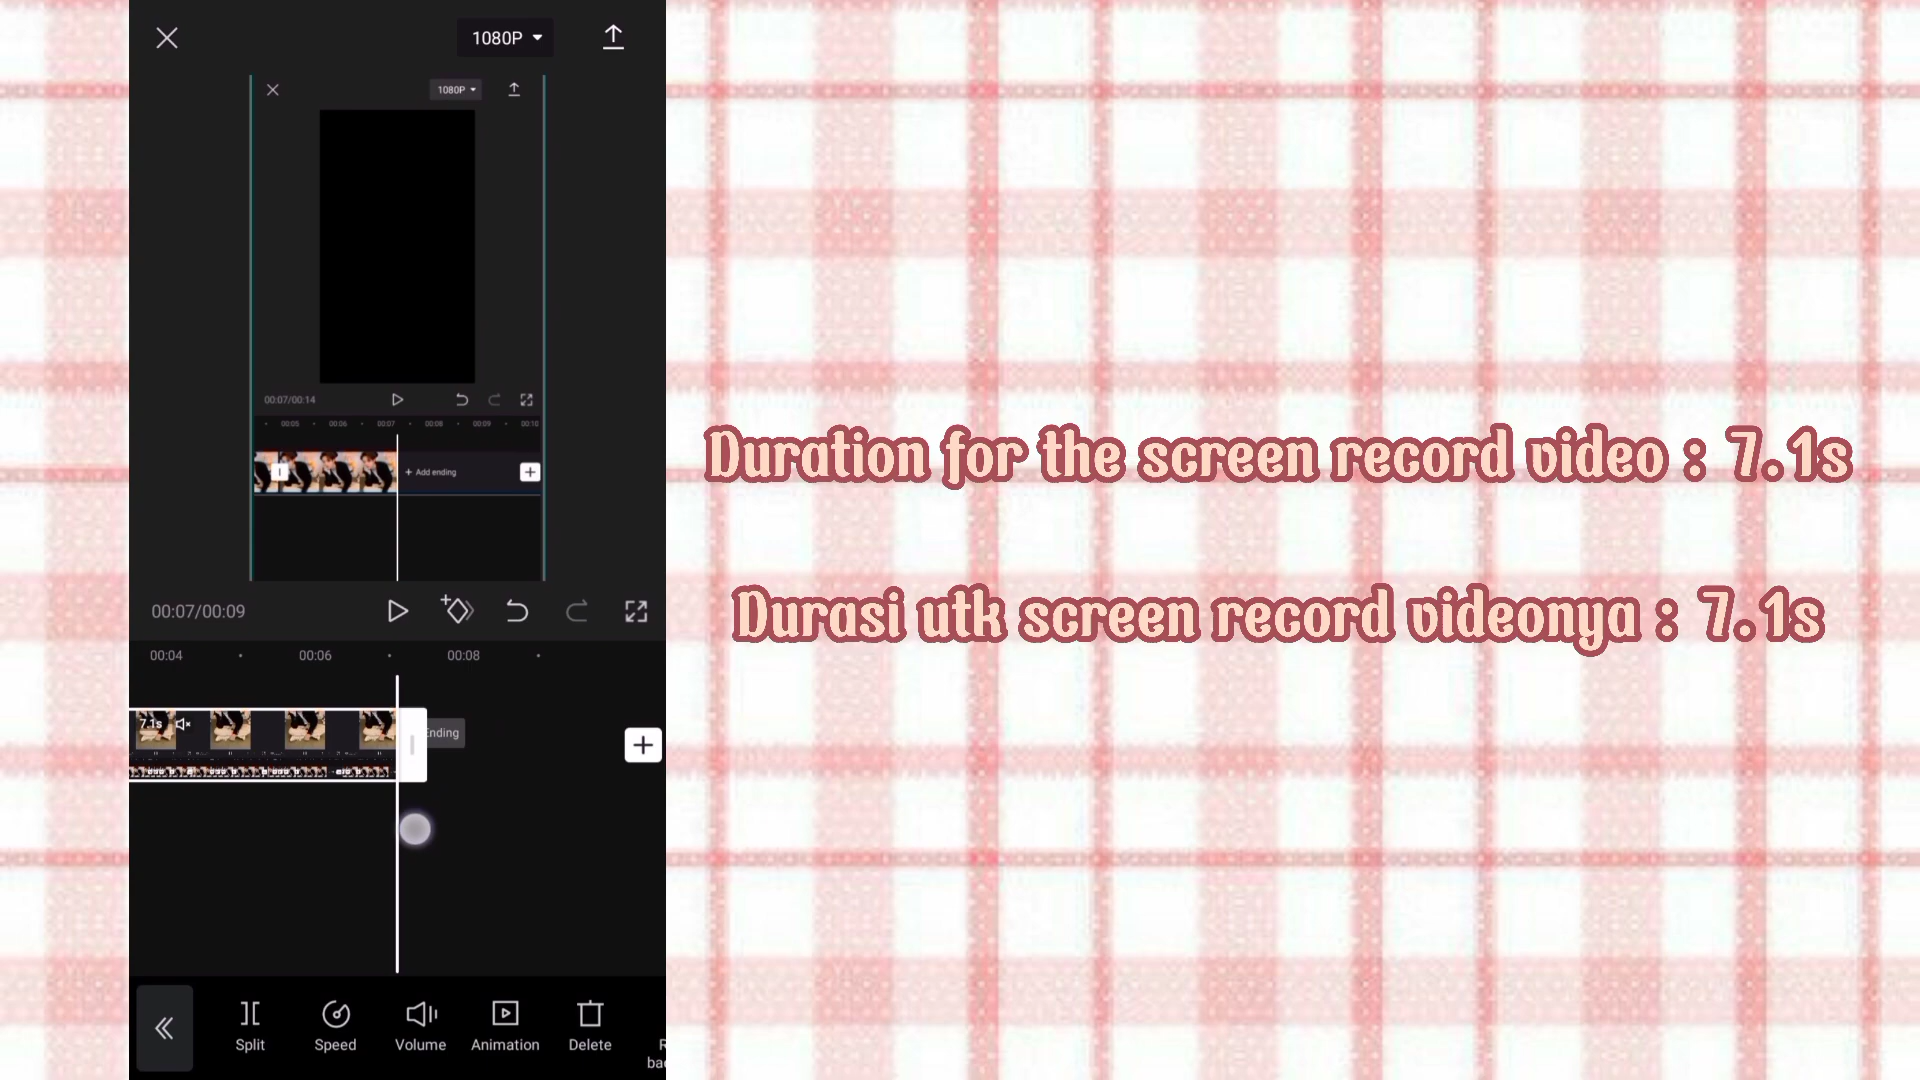 1080P
1080P
00:07/00:14
00:05 00:06 00:07 00:08 00:09 00:10
+ Add ending
00:07/00:09
00:04 00:06 00:08
7.1s
Ending
Split Speed Volume Animation Delete
Duration for the screen record video : 7.1s
Durasi utk screen record videonya : 7.1s